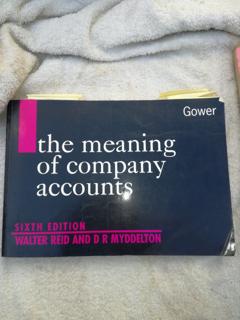 Gower
the meaning
of company
accounts
SIXTH EDITION
WALTER REID AND D R MYDDELTON